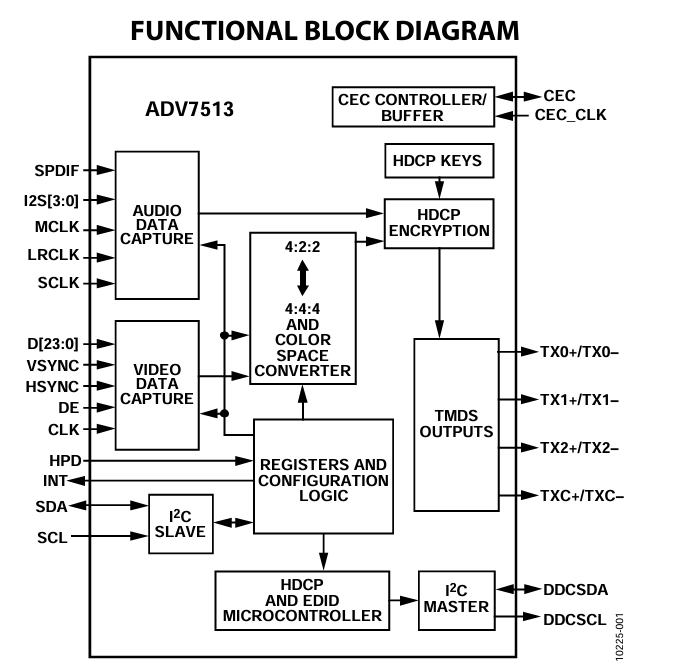 FUNCTIONAL BLOCK DIAGRAM
ADV7513
CEC CONTROLLER/
BUFFER
CEC
CEC_CLK
HDCP KEYS
HDCP
ENCRYPTION
SPDIF
I2S[3:0]
MCLK
LRCLK
SCLK
AUDIO
DATA
CAPTURE
4:2:2
4:4:4
AND
COLOR
SPACE
CONVERTER
D[23:0]
VSYNC
HSYNC
DE
CLK
VIDEO
DATA
CAPTURE
TMDS
OUTPUTS
TX0+/TX0–
TX1+/TX1–
TX2+/TX2–
TXC+/TXC–
HPD
INT
REGISTERS AND
CONFIGURATION
LOGIC
SDA
SCL
I2C
SLAVE
HDCP
AND EDID
MICROCONTROLLER
I2C
MASTER
DDCSDA
DDCSCL
10225-001